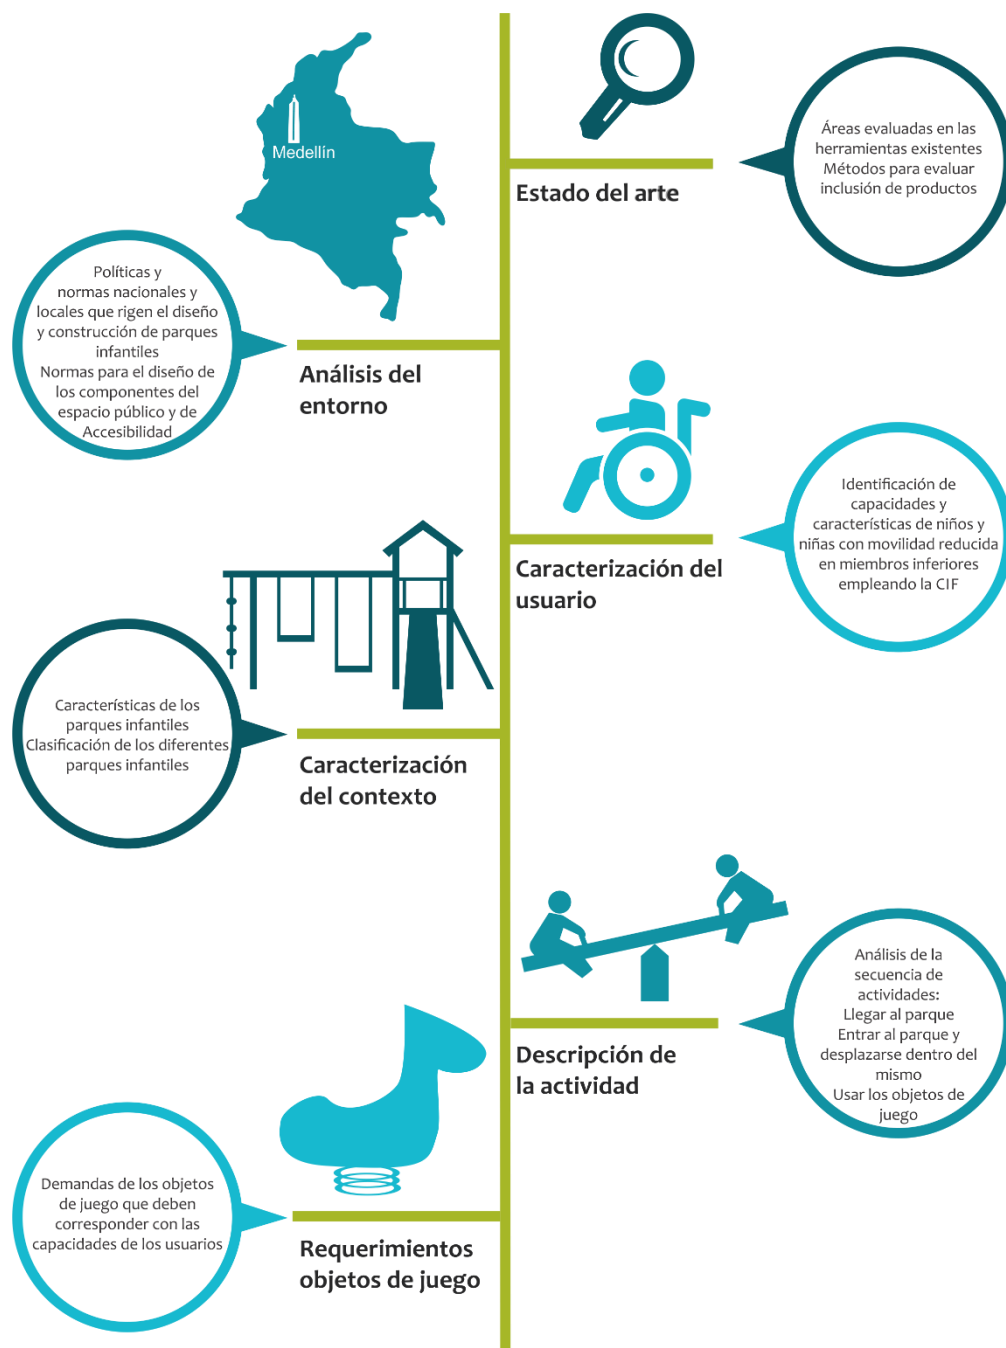 Medellín
Estado del arte
Áreas evaluadas en las
herramientas existentes
Métodos para evaluar
inclusión de productos
Políticas y
normas nacionales y
locales que rigen el diseño
y construcción de parques
infantiles
Normas para el diseño de
los componentes del
espacio público y de
Accesibilidad
Análisis del
entorno
Caracterización del
usuario
Identificación de
capacidades y
características de niños y
niñas con movilidad reducida
en miembros inferiores
empleando la CIF
Características de los
parques infantiles
Clasificación de los diferentes
parques infantiles
Caracterización
del contexto
Descripción de
la actividad
Análisis de la
secuencia de
actividades:
Llegar al parque
Entrar al parque y
desplazarse dentro del
mismo
Usar los objetos de
juego
Demandas de los objetos
de juego que deben
corresponder con las
capacidades de los usuarios
Requerimientos
objetos de juego